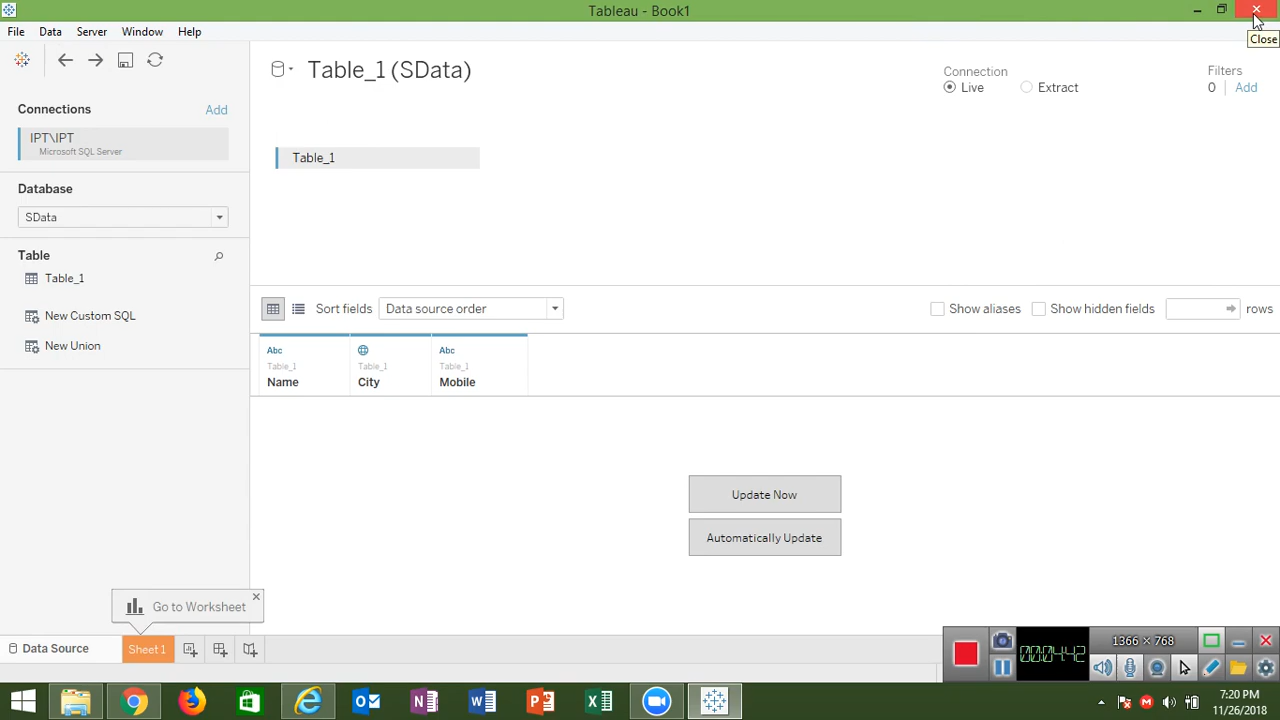 Tableau - Book1
Close
File Data Server Window Help
Table_1 (SData)
Connection
Live Extract
Filters
0 Add
Connections Add
IPT\IPT
Microsoft SQL Server
Table_1
Database
SData
Table
Table_1
New Custom SQL
New Union
Sort fields Data source order Show aliases Show hidden fields rows
Abc Abc
Table_1 Table_1 Table_1
Name City Mobile
Update Now
Automatically Update
Go to Worksheet
Data Source Sheet 1
00:04:42
1366 × 768
7:20 PM
11/26/2018